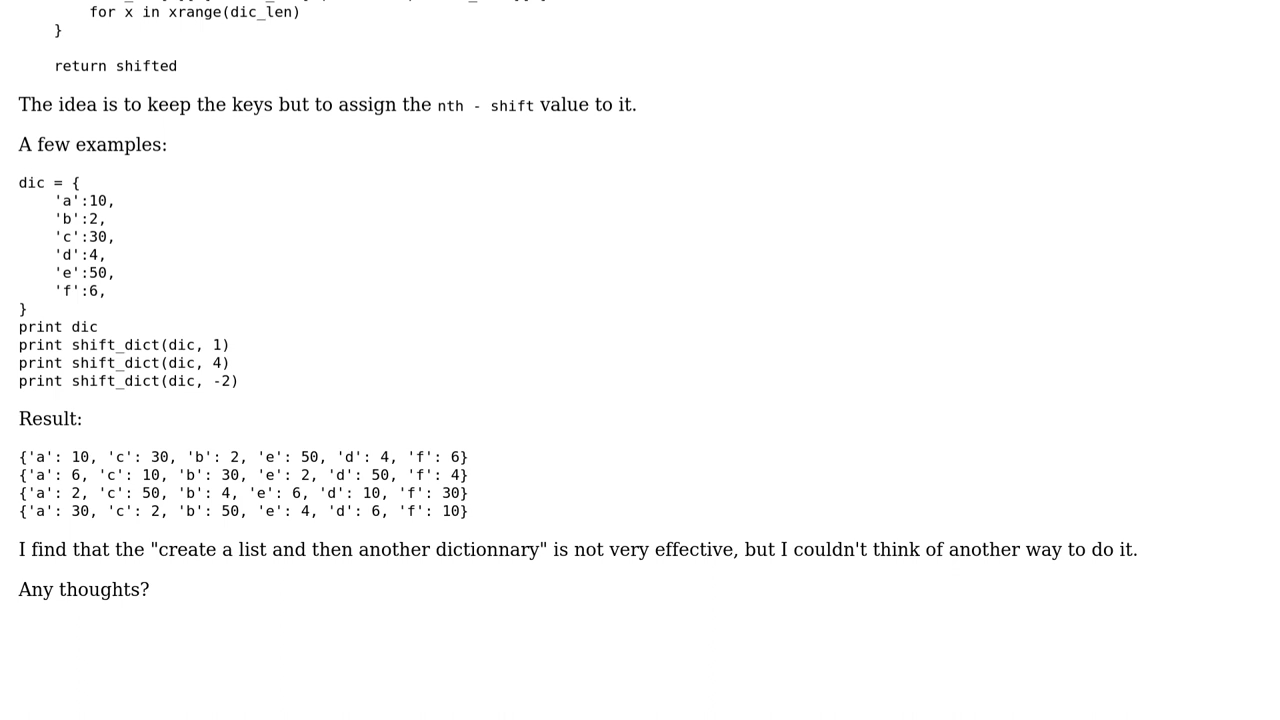 for x in xrange(dic_len)
}
return shifted
The idea is to keep the keys but to assign the nth - shift value to it.
A few examples:
dic = {
'a':10,
'b':2,
'c':30,
'd':4,
'e':50,
'f':6,
}
print dic
print shift_dict(dic, 1)
print shift_dict(dic, 4)
print shift_dict(dic, -2)
Result:
{'a': 10, 'c': 30, 'b': 2, 'e': 50, 'd': 4, 'f': 6}
{'a': 6, 'c': 10, 'b': 30, 'e': 2, 'd': 50, 'f': 4}
{'a': 2, 'c': 50, 'b': 4, 'e': 6, 'd': 10, 'f': 30}
{'a': 30, 'c': 2, 'b': 50, 'e': 4, 'd': 6, 'f': 10}
I find that the "create a list and then another dictionnary" is not very effective, but I couldn't think of another way to do it.
Any thoughts?